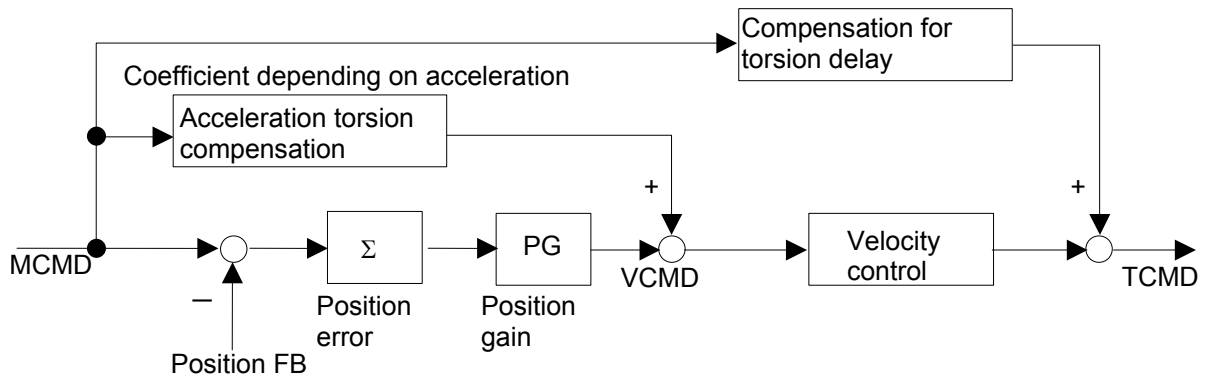 Compensation for
torsion delay
Coefficient depending on acceleration
Acceleration torsion
compensation
+
+
Σ
PG
Velocity
control
MCMD
VCMD
TCMD
−
Position
error
Position
gain
Position FB